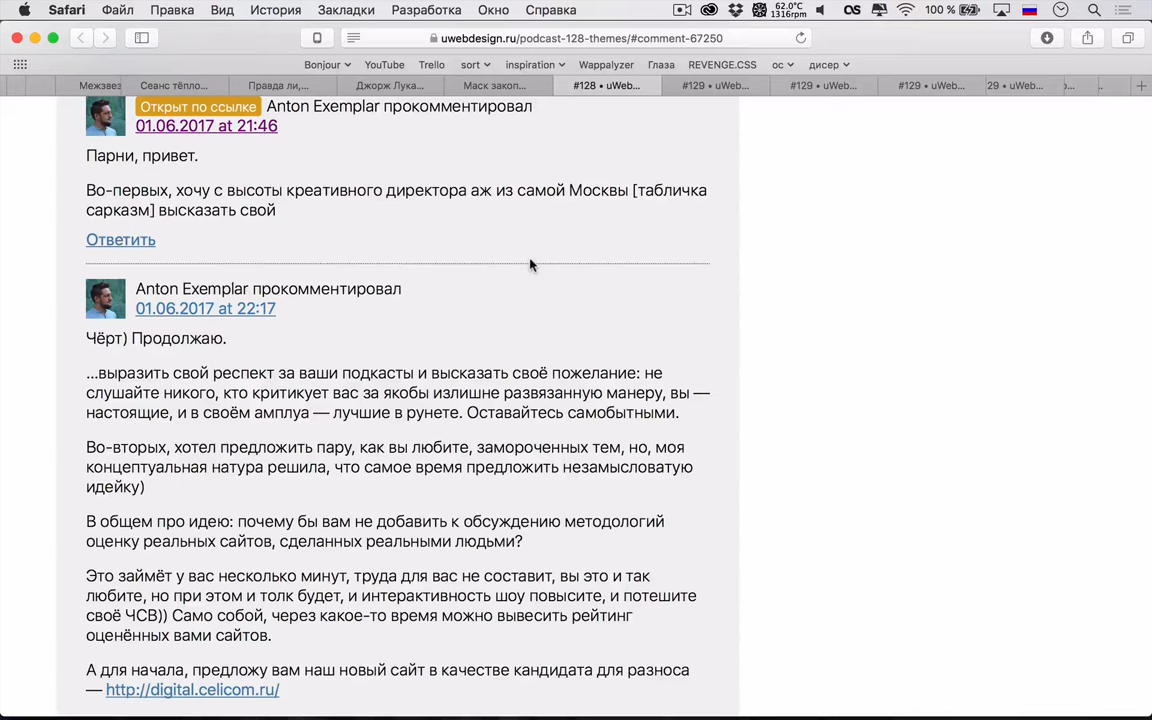 Safari Файл Правка Вид История Закладки Разработка Окно Справка 62.0°C 1316rpm 100 %
uwebdesign.ru/podcast-128-themes/#comment-67250
Bonjour YouTube Trello sort inspiration Wappalyzer Глаза REVENGE.CSS ос дисер
Межзвез Сеанс тёпло... Правда ли,... Джорж Лука... Маск закоп... #128 • uWeb... #129 • uWeb... #129 • uWeb... #129 • uWeb... 29 • uWeb...
Открыт по ссылке Anton Exemplar прокомментировал
01.06.2017 at 21:46
Парни, привет.
Во-первых, хочу с высоты креативного директора аж из самой Москвы [табличка
сарказм] высказать свой
Ответить
Anton Exemplar прокомментировал
01.06.2017 at 22:17
Чёрт) Продолжаю.
...выразить свой респект за ваши подкасты и высказать своё пожелание: не
слушайте никого, кто критикует вас за якобы излишне развязанную манеру, вы —
настоящие, и в своём амплуа — лучшие в рунете. Оставайтесь самобытными.
Во-вторых, хотел предложить пару, как вы любите, замороченных тем, но, моя
концептуальная натура решила, что самое время предложить незамысловатую
идейку)
В общем про идею: почему бы вам не добавить к обсуждению методологий
оценку реальных сайтов, сделанных реальными людьми?
Это займёт у вас несколько минут, труда для вас не составит, вы это и так
любите, но при этом и толк будет, и интерактивность шоу повысите, и потешите
своё ЧСВ)) Само собой, через какое-то время можно вывесить рейтинг
оценённых вами сайтов.
А для начала, предложу вам наш новый сайт в качестве кандидата для разноса
— http://digital.celicom.ru/